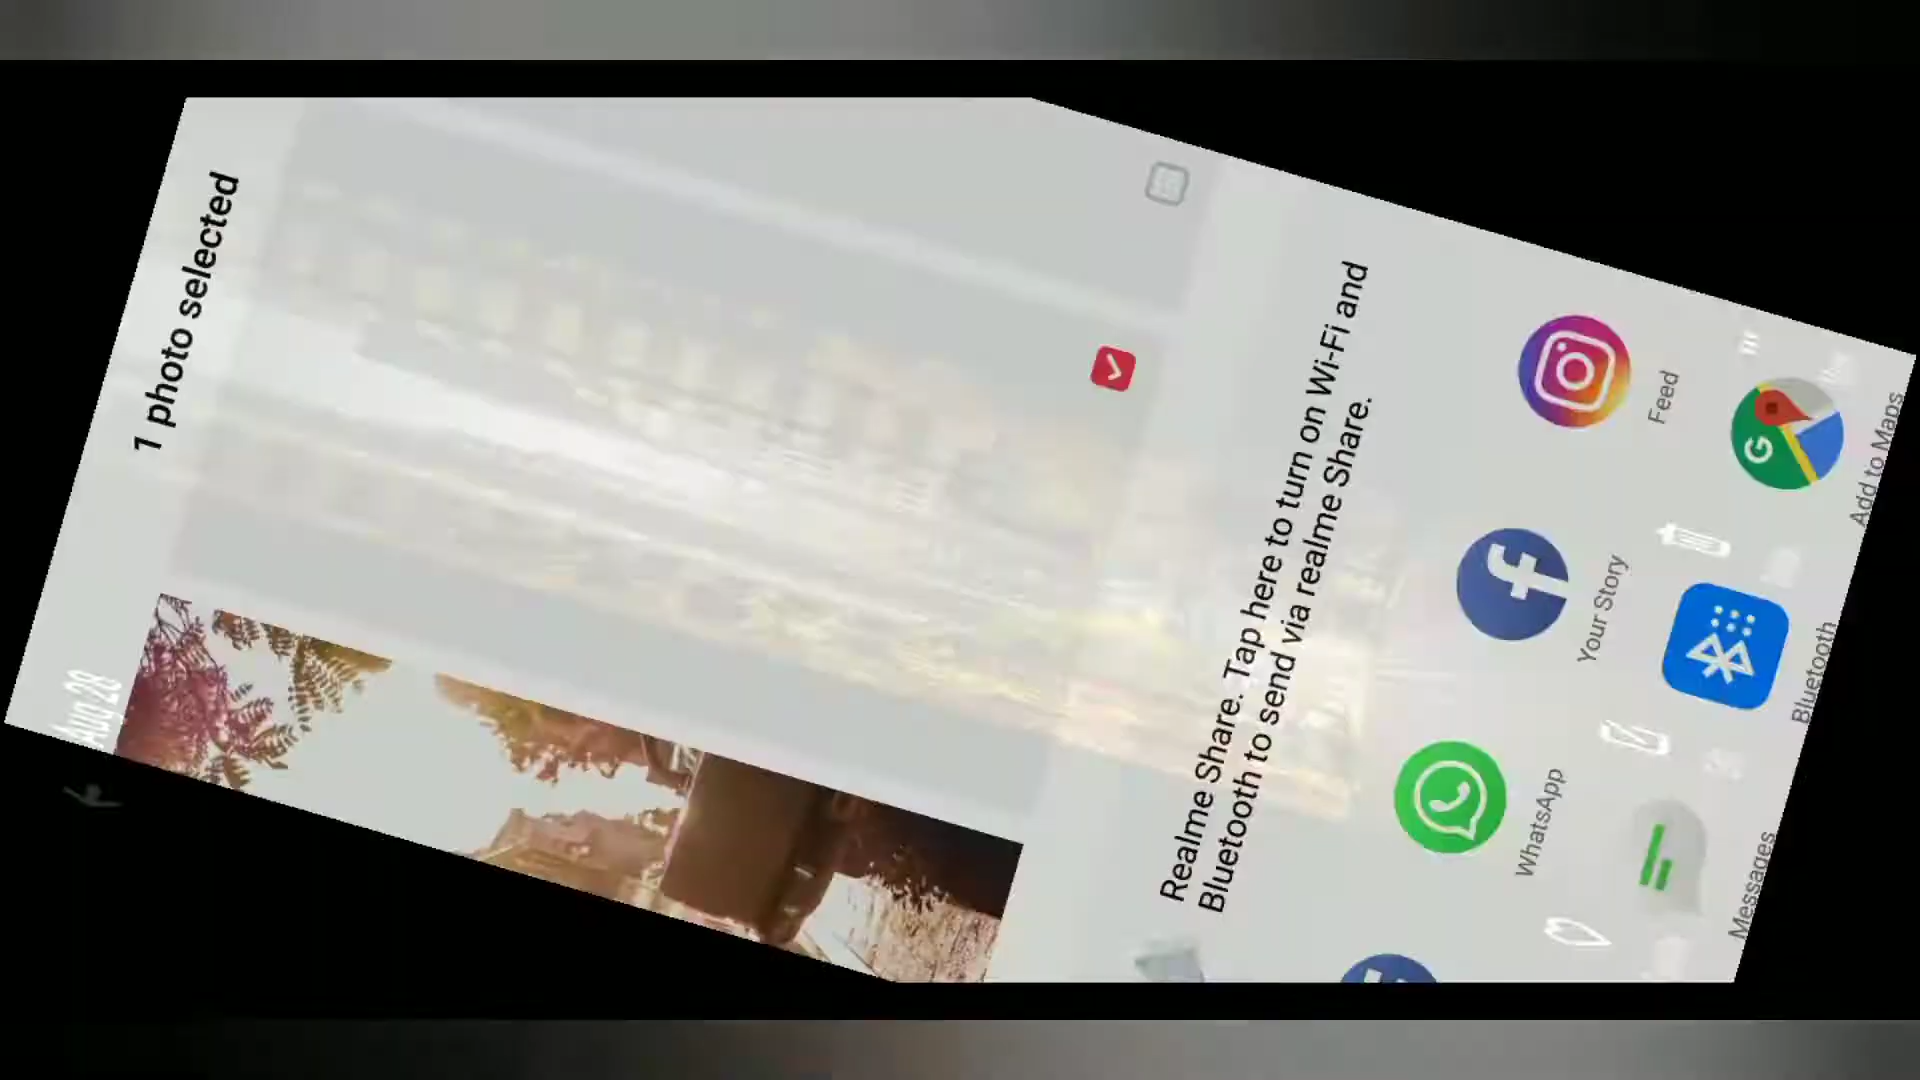 1 photo selected
Aug 28
Realme Share. Tap here to turn on Wi-Fi and
Bluetooth to send via realme Share.
WhatsApp
Your Story
Feed
Messages
Bluetooth
Add to Maps